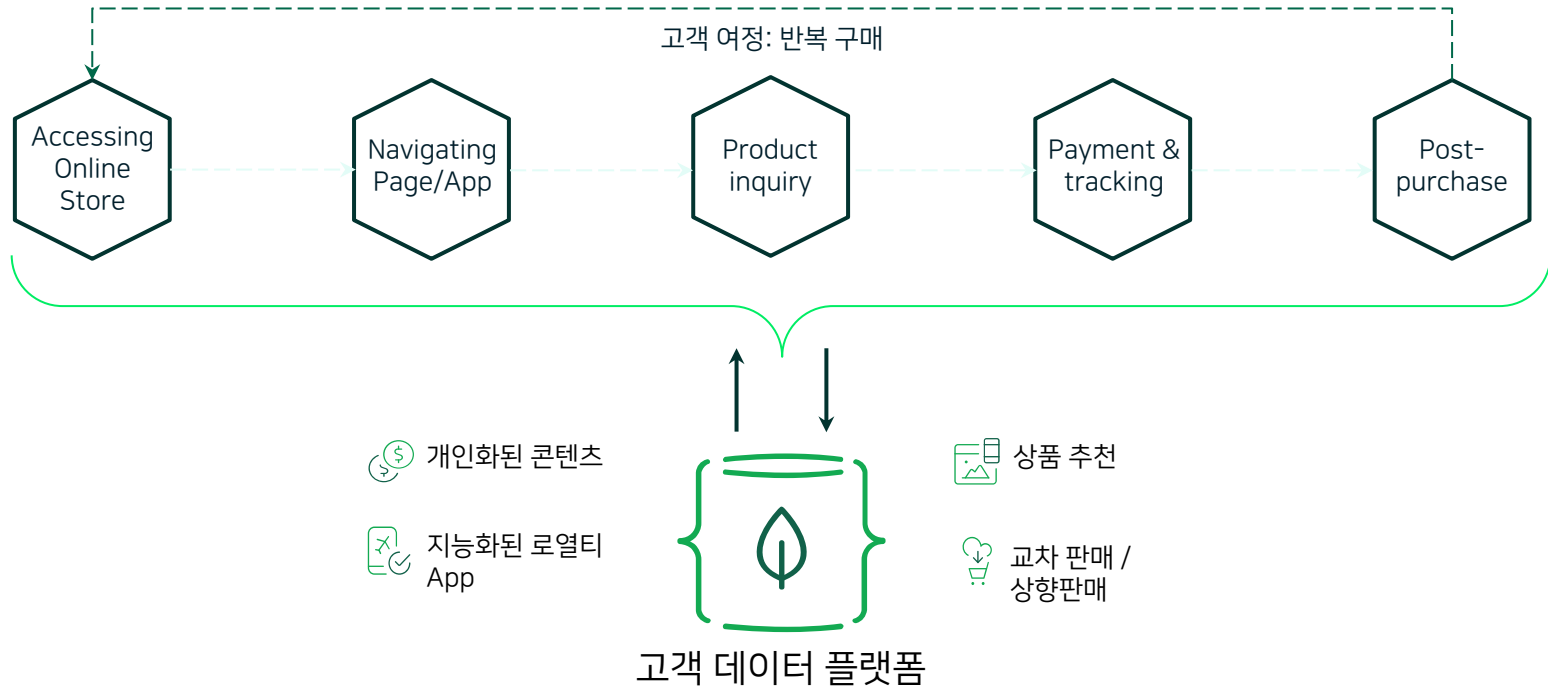 고객 여정: 반복 구매
Accessing
Online
Store
Navigating
Page/App
Product
inquiry
Payment &
tracking
Post-
purchase
개인화된 콘텐츠
상품 추천
지능화된 로열티
App
교차 판매 /
상향판매
고객 데이터 플랫폼